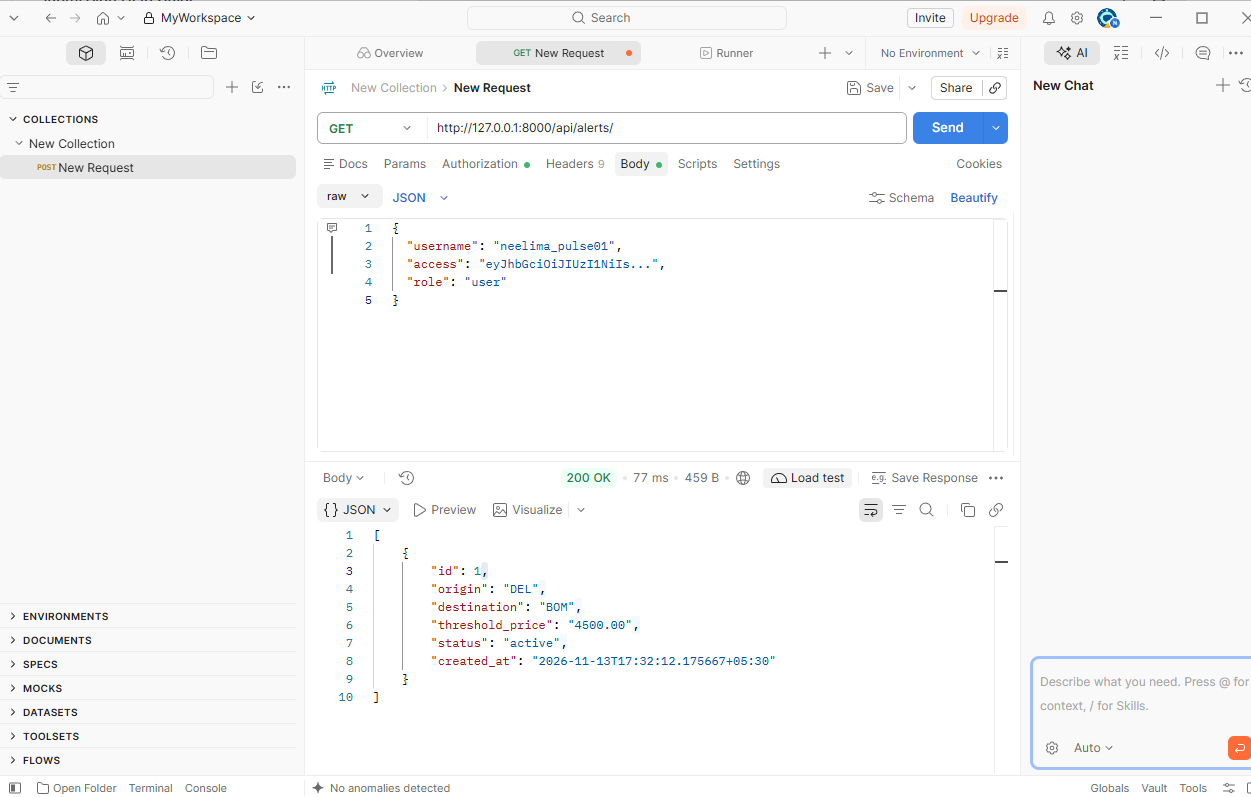 MyWorkspace
Search
Invite
Upgrade
Overview
GET New Request
Runner
No Environment
AI
COLLECTIONS
New Collection
POST New Request
HTTP
New Collection > New Request
Save
Share
GET
http://127.0.0.1:8000/api/alerts/
Send
Docs
Params
Authorization
Headers 9
Body
Scripts
Settings
Cookies
raw
JSON
Schema
Beautify
1 {
2 "username": "neelima_pulse01",
3 "access": "eyJhbGciOiJIUzI1NiIs...",
4 "role": "user"
5 }
Body
200 OK • 77 ms • 459 B
Load test
e.g. Save Response
{} JSON
Preview
Visualize
1 [
2 {
3 "id": 1,
4 "origin": "DEL",
5 "destination": "BOM",
6 "threshold_price": "4500.00",
7 "status": "active",
8 "created_at": "2026-11-13T17:32:12.175667+05:30"
9 }
10 ]
ENVIRONMENTS
DOCUMENTS
SPECS
MOCKS
DATASETS
TOOLSETS
FLOWS
New Chat
Describe what you need. Press @ for
context, / for Skills.
Auto
Open Folder
Terminal
Console
No anomalies detected
Globals
Vault
Tools